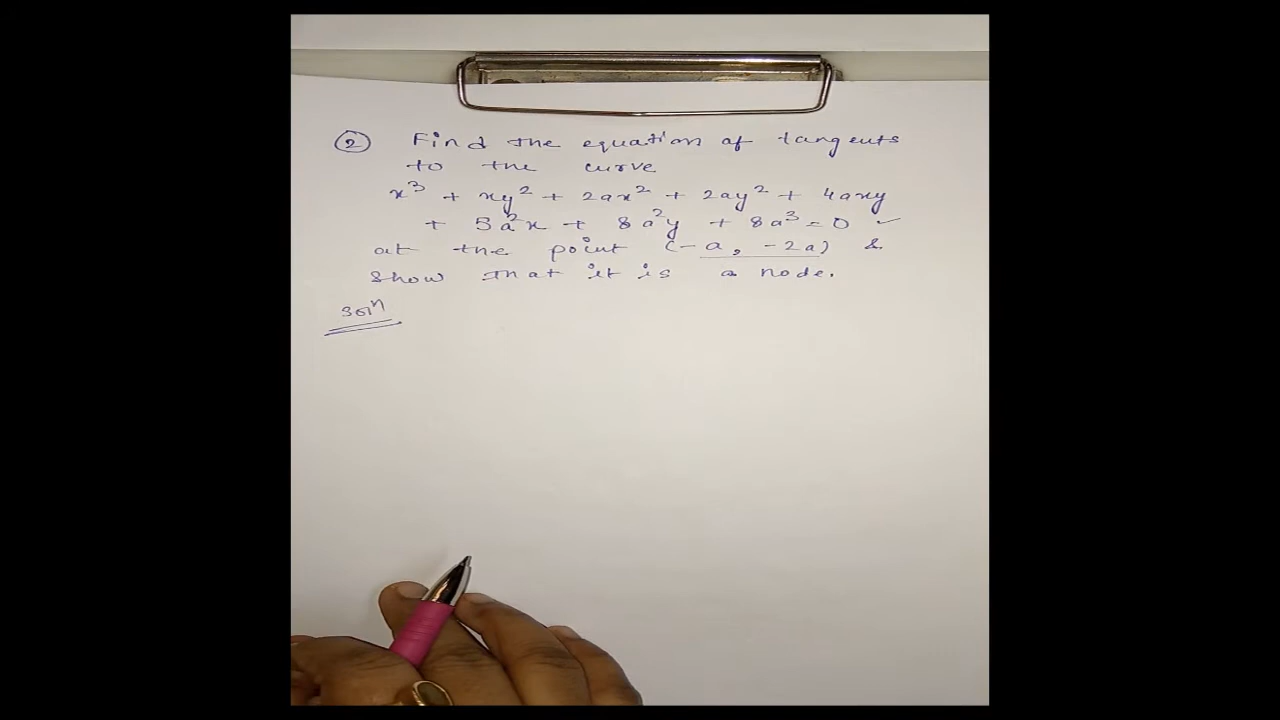 ② Find the equation of tangents
to the curve
x³ + xy² + 2ax² + 2ay² + 4axy
+ 5a²x + 8a²y + 8a³ = 0 ✓
at the point (-a, -2a) &
show that it is a node.
Solⁿ